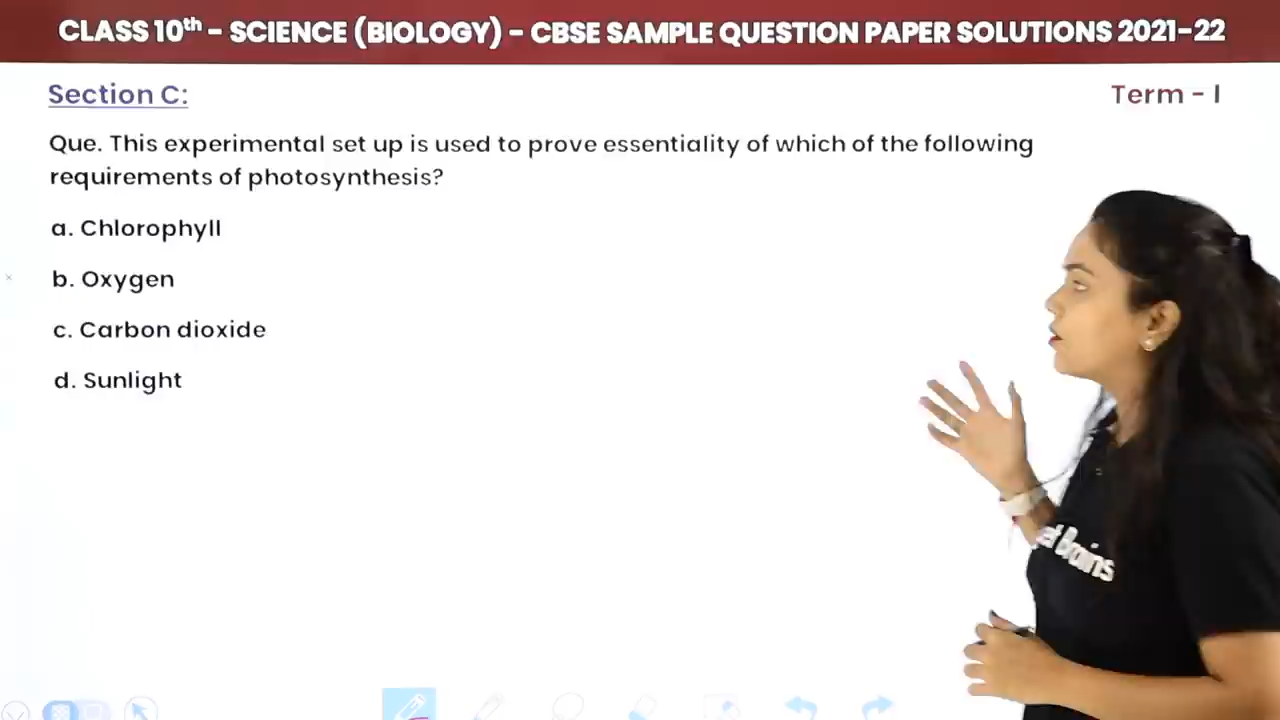 CLASS 10th – SCIENCE (BIOLOGY) – CBSE SAMPLE QUESTION PAPER SOLUTIONS 2021-22
Section C:
Term - I
Que. This experimental set up is used to prove essentiality of which of the following
requirements of photosynthesis?
a. Chlorophyll
b. Oxygen
c. Carbon dioxide
d. Sunlight
Brains